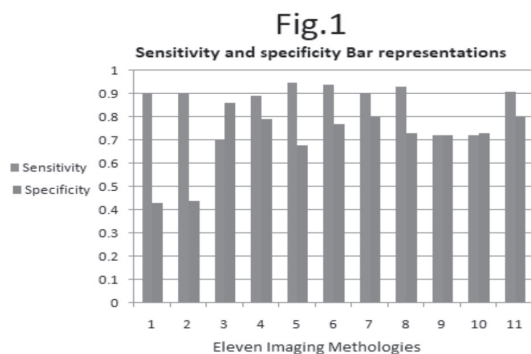 Fig.1
Sensitivity and specificity Bar representations
1
0.9
0.8
0.7
0.6
0.5
0.4
0.3
0.2
0.1
0
Sensitivity
Specificity
1 2 3 4 5 6 7 8 9 10 11
Eleven Imaging Methologies